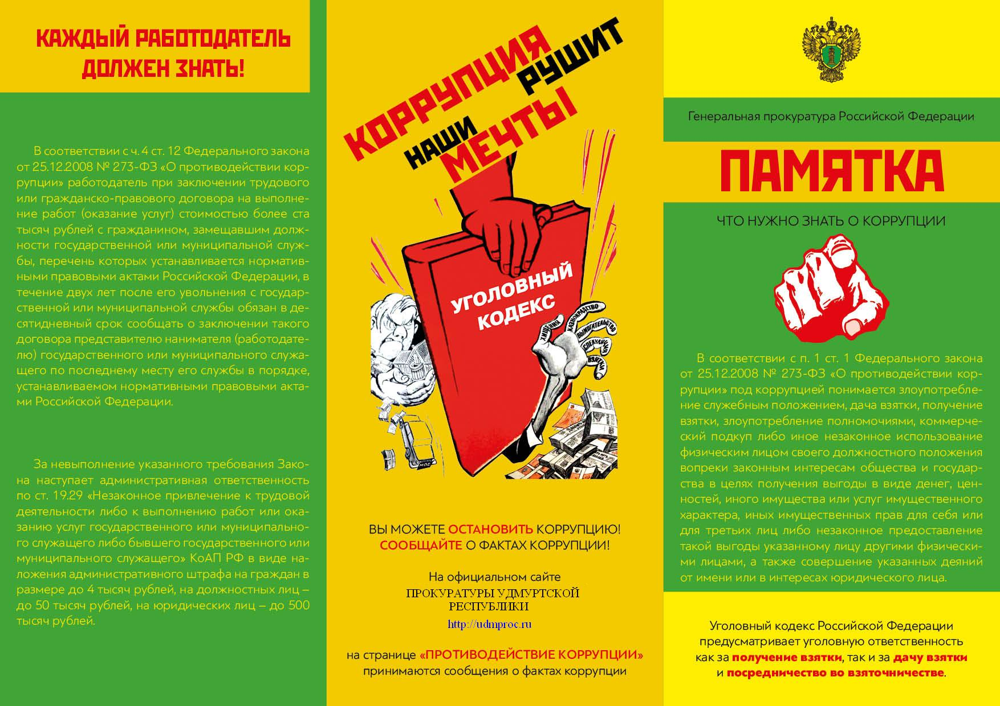 КАЖДЫЙ РАБОТОДАТЕЛЬ
ДОЛЖЕН ЗНАТЬ!
В соответствии с ч. 4 ст. 12 Федерального закона
от 25.12.2008 № 273-ФЗ «О противодействии кор-
рупции» работодатель при заключении трудового
или гражданско-правового договора на выполне-
ние работ (оказание услуг) стоимостью более ста
тысяч рублей с гражданином, замещавшим долж-
ности государственной или муниципальной служ-
бы, перечень которых устанавливается норматив-
ными правовыми актами Российской Федерации, в
течение двух лет после его увольнения с государ-
ственной или муниципальной службы обязан в де-
сятидневный срок сообщать о заключении такого
договора представителю нанимателя (работодате-
лю) государственного или муниципального служа-
щего по последнему месту его службы в порядке,
устанавливаемом нормативными правовыми акта-
ми Российской Федерации.
За невыполнение указанного требования Зако-
на наступает административная ответственность
по ст. 19.29 «Незаконное привлечение к трудовой
деятельности либо к выполнению работ или ока-
занию услуг государственного или муниципально-
го служащего либо бывшего государственного или
муниципального служащего» КоАП РФ в виде на-
ложения административного штрафа на граждан в
размере до 4 тысяч рублей, на должностных лиц –
до 50 тысяч рублей, на юридических лиц – до 500
тысяч рублей.
КОРРУПЦИЯ
РУШИТ
НАШИ
МЕЧТЫ
УГОЛОВНЫЙ
КОДЕКС
ХИЩЕНИЯ
КАЗНОКРАДСТВО
ВЫМОГАТЕЛЬСТВО
СПЕКУЛЯЦИЯ
ВЗЯТКИ
МОЕ
ВЫ МОЖЕТЕ ОСТАНОВИТЬ КОРРУПЦИЮ!
СООБЩАЙТЕ О ФАКТАХ КОРРУПЦИИ!
На официальном сайте
ПРОКУРАТУРЫ УДМУРТСКОЙ
РЕСПУБЛИКИ
http://udmproc.ru
на странице «ПРОТИВОДЕЙСТВИЕ КОРРУПЦИИ»
принимаются сообщения о фактах коррупции
Генеральная прокуратура Российской Федерации
ПАМЯТКА
ЧТО НУЖНО ЗНАТЬ О КОРРУПЦИИ
В соответствии с п. 1 ст. 1 Федерального закона
от 25.12.2008 № 273-ФЗ «О противодействии кор-
рупции» под коррупцией понимается злоупотребле-
ние служебным положением, дача взятки, получение
взятки, злоупотребление полномочиями, коммерче-
ский подкуп либо иное незаконное использование
физическим лицом своего должностного положения
вопреки законным интересам общества и государ-
ства в целях получения выгоды в виде денег, цен-
ностей, иного имущества или услуг имущественного
характера, иных имущественных прав для себя или
для третьих лиц либо незаконное предоставление
такой выгоды указанному лицу другими физически-
ми лицами, а также совершение указанных деяний
от имени или в интересах юридического лица.
Уголовный кодекс Российской Федерации
предусматривает уголовную ответственность
как за получение взятки, так и за дачу взятки
и посредничество во взяточничестве.